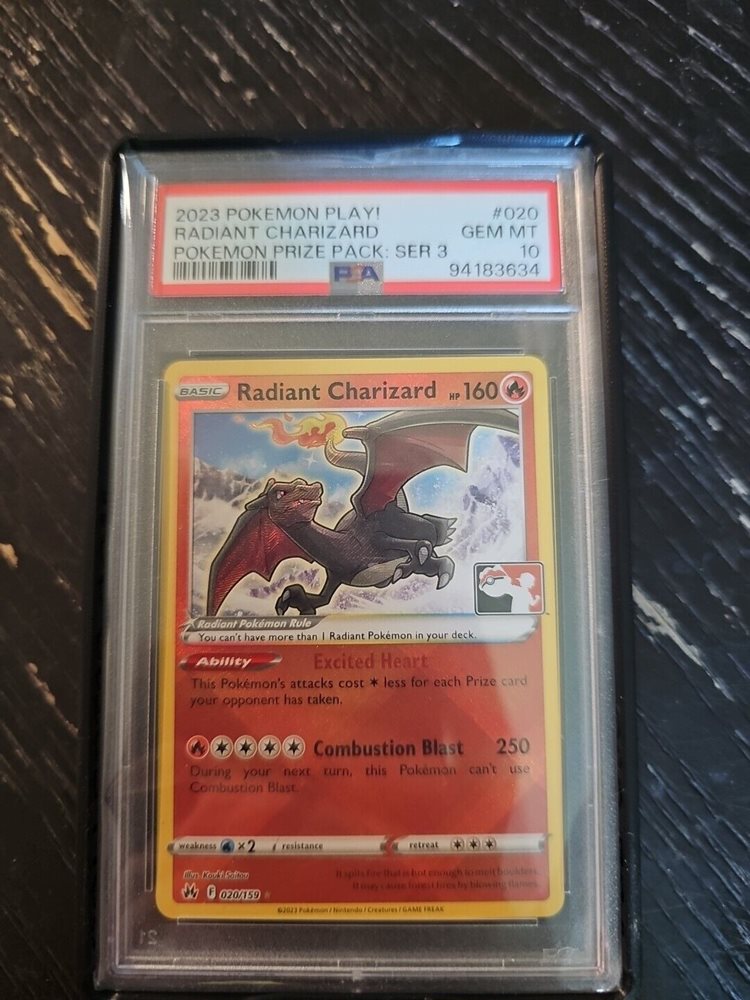 2023 POKEMON PLAY! #020
RADIANT CHARIZARD GEM MT
POKEMON PRIZE PACK: SER 3 10
PSA 94183634
BASIC Radiant Charizard HP 160
Radiant Pokémon Rule
You can't have more than 1 Radiant Pokémon in your deck.
Ability Excited Heart
This Pokémon's attacks cost ✶ less for each Prize card
your opponent has taken.
Combustion Blast 250
During your next turn, this Pokémon can't use
Combustion Blast.
weakness ×2 resistance retreat
Illus. Kouki Saitou
It spits fire that is hot enough to melt boulders.
It may cause forest fires by blowing flames.
F 020/159
©2023 Pokémon / Nintendo / Creatures / GAME FREAK